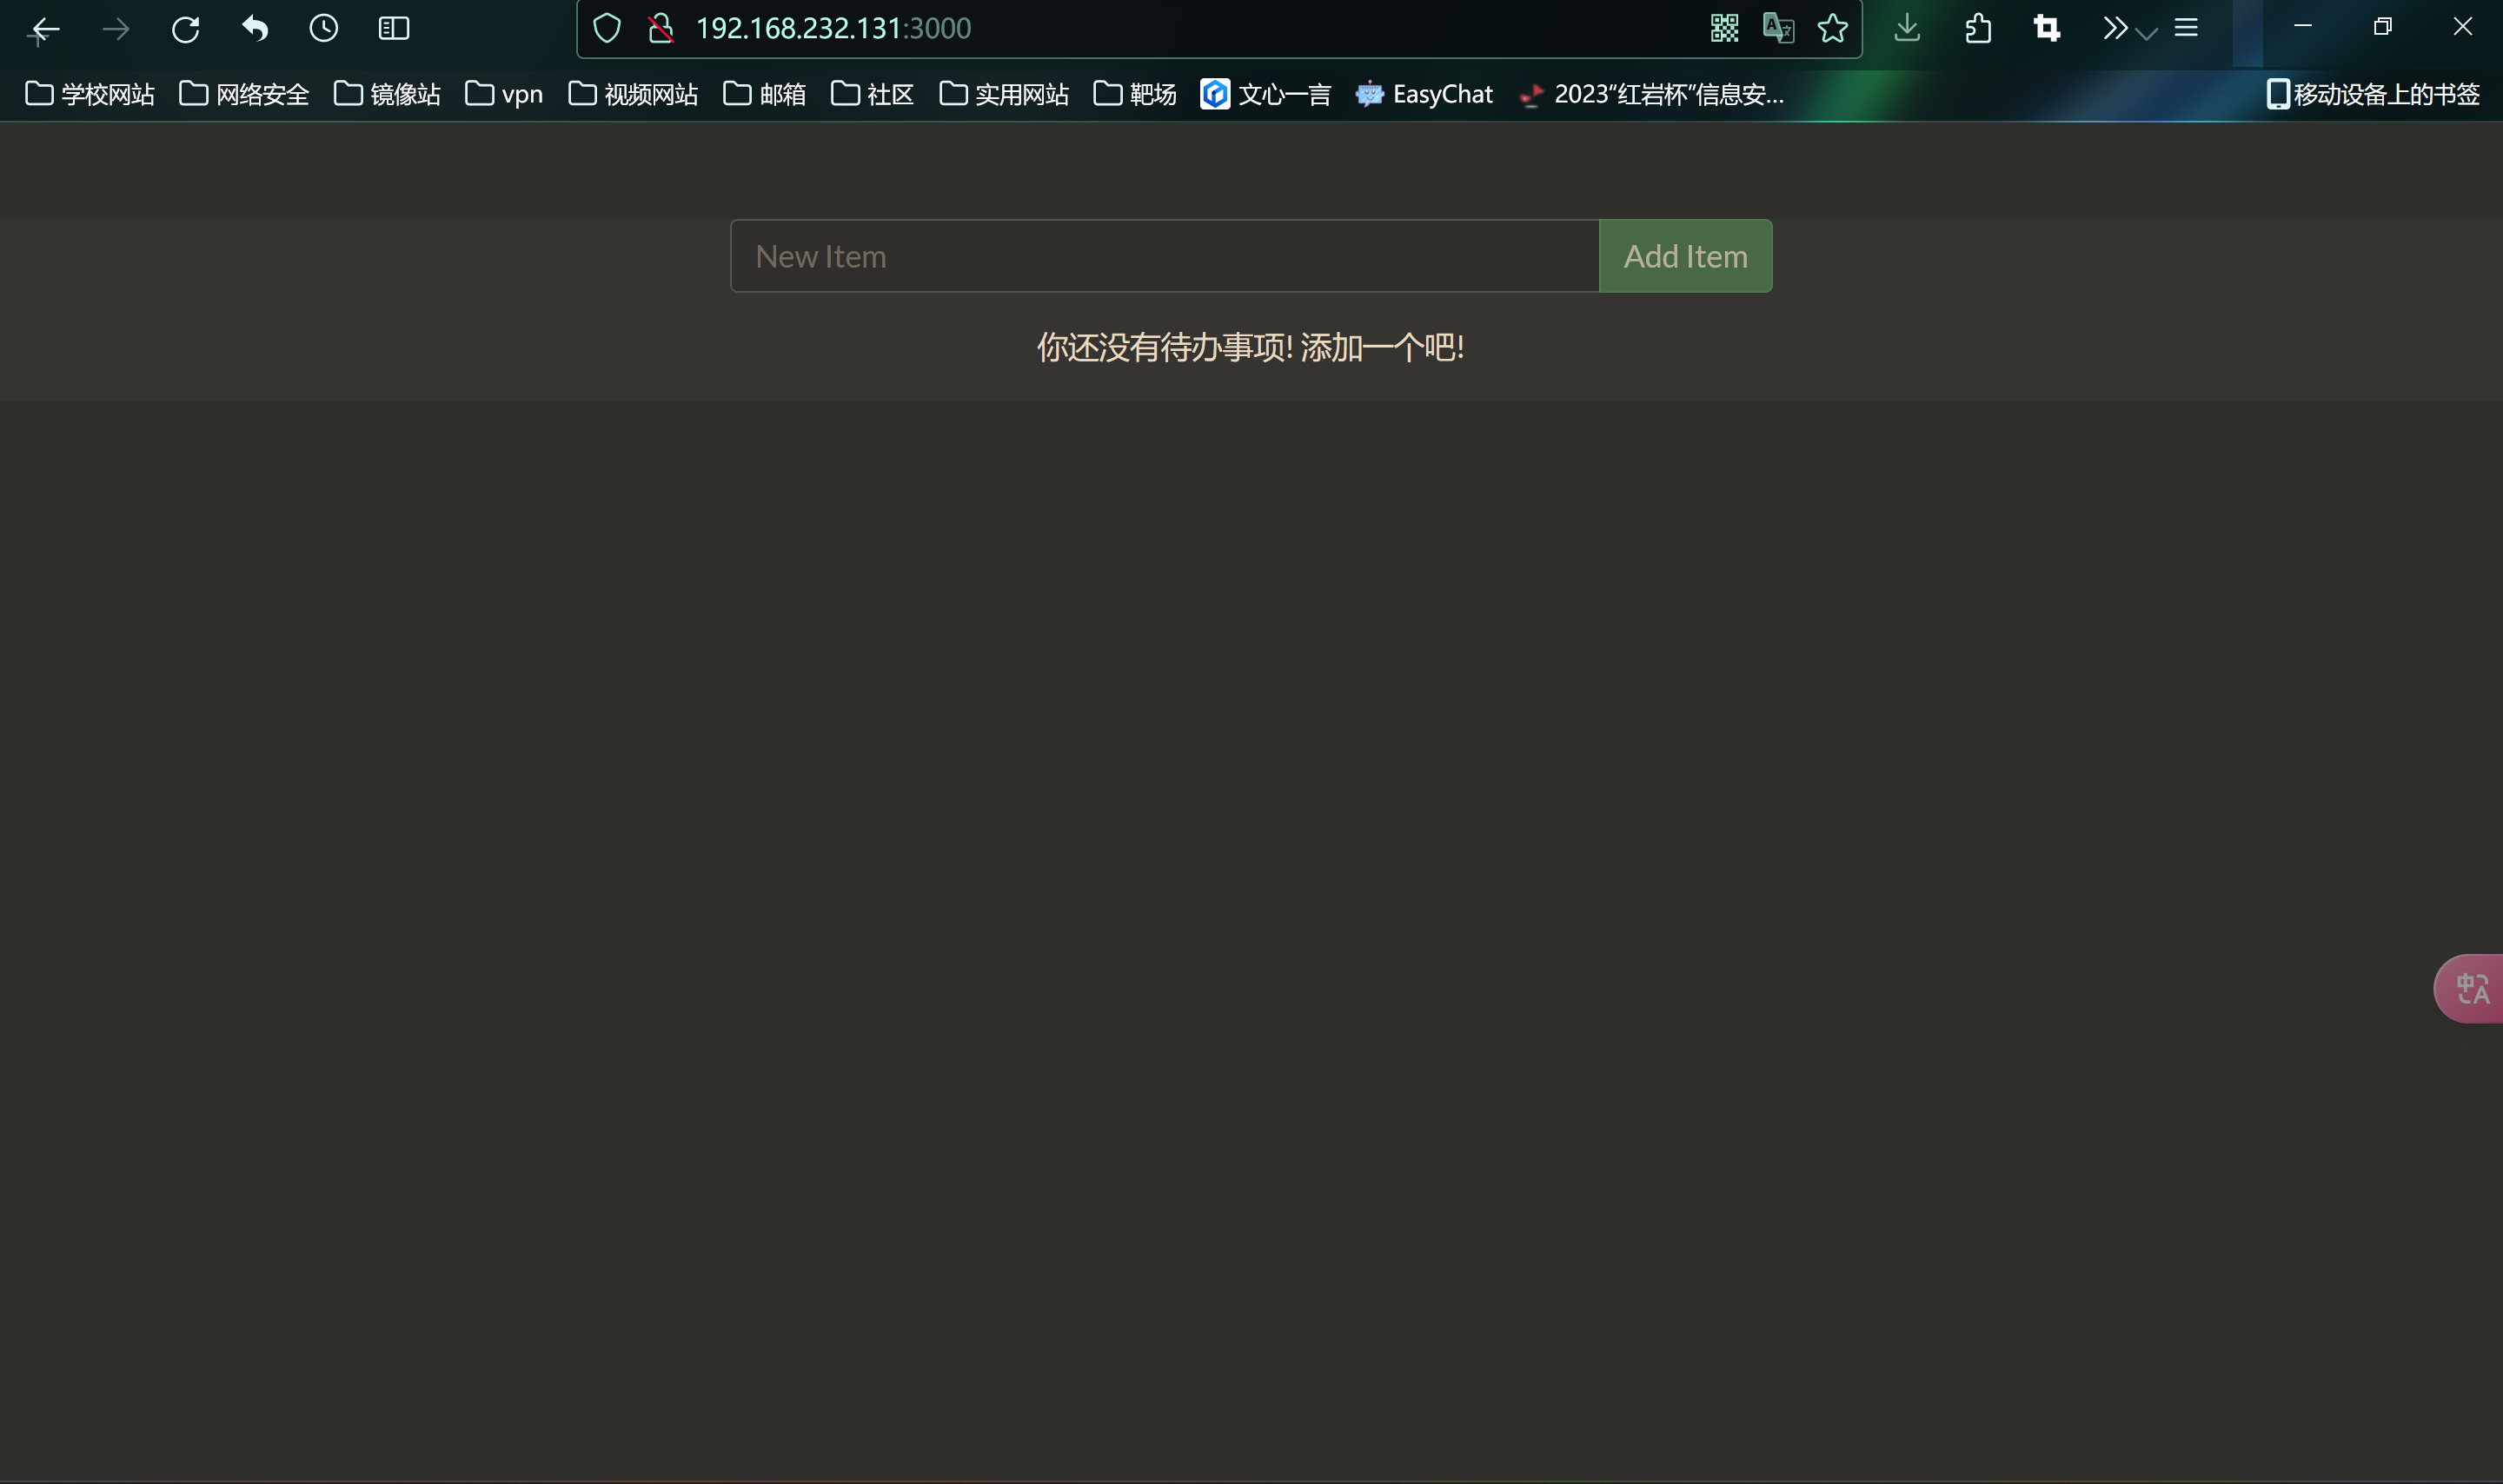 192.168.232.131:3000
学校网站 网络安全 镜像站 vpn 视频网站 邮箱 社区 实用网站 靶场 文心一言 EasyChat 2023“红岩杯”信息安... 移动设备上的书签
New Item Add Item
你还没有待办事项! 添加一个吧!
中A